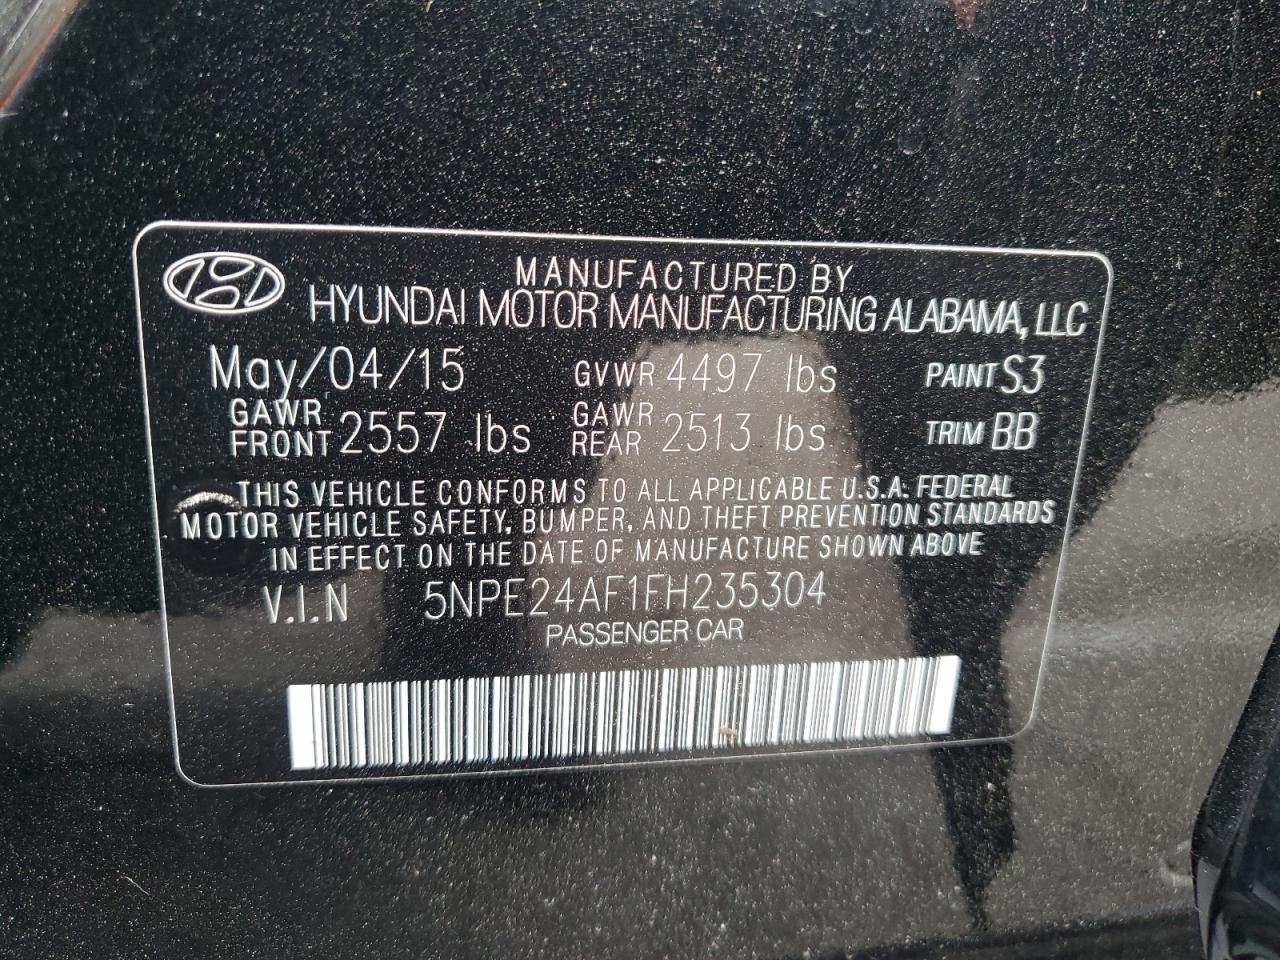 MANUFACTURED BY
HYUNDAI MOTOR MANUFACTURING ALABAMA, LLC
May/04/15 GVWR 4497 lbs PAINT S3
GAWR FRONT 2557 lbs GAWR REAR 2513 lbs TRIM BB
THIS VEHICLE CONFORMS TO ALL APPLICABLE U.S.A. FEDERAL
MOTOR VEHICLE SAFETY, BUMPER, AND THEFT PREVENTION STANDARDS
IN EFFECT ON THE DATE OF MANUFACTURE SHOWN ABOVE
V.I.N 5NPE24AF1FH235304
PASSENGER CAR